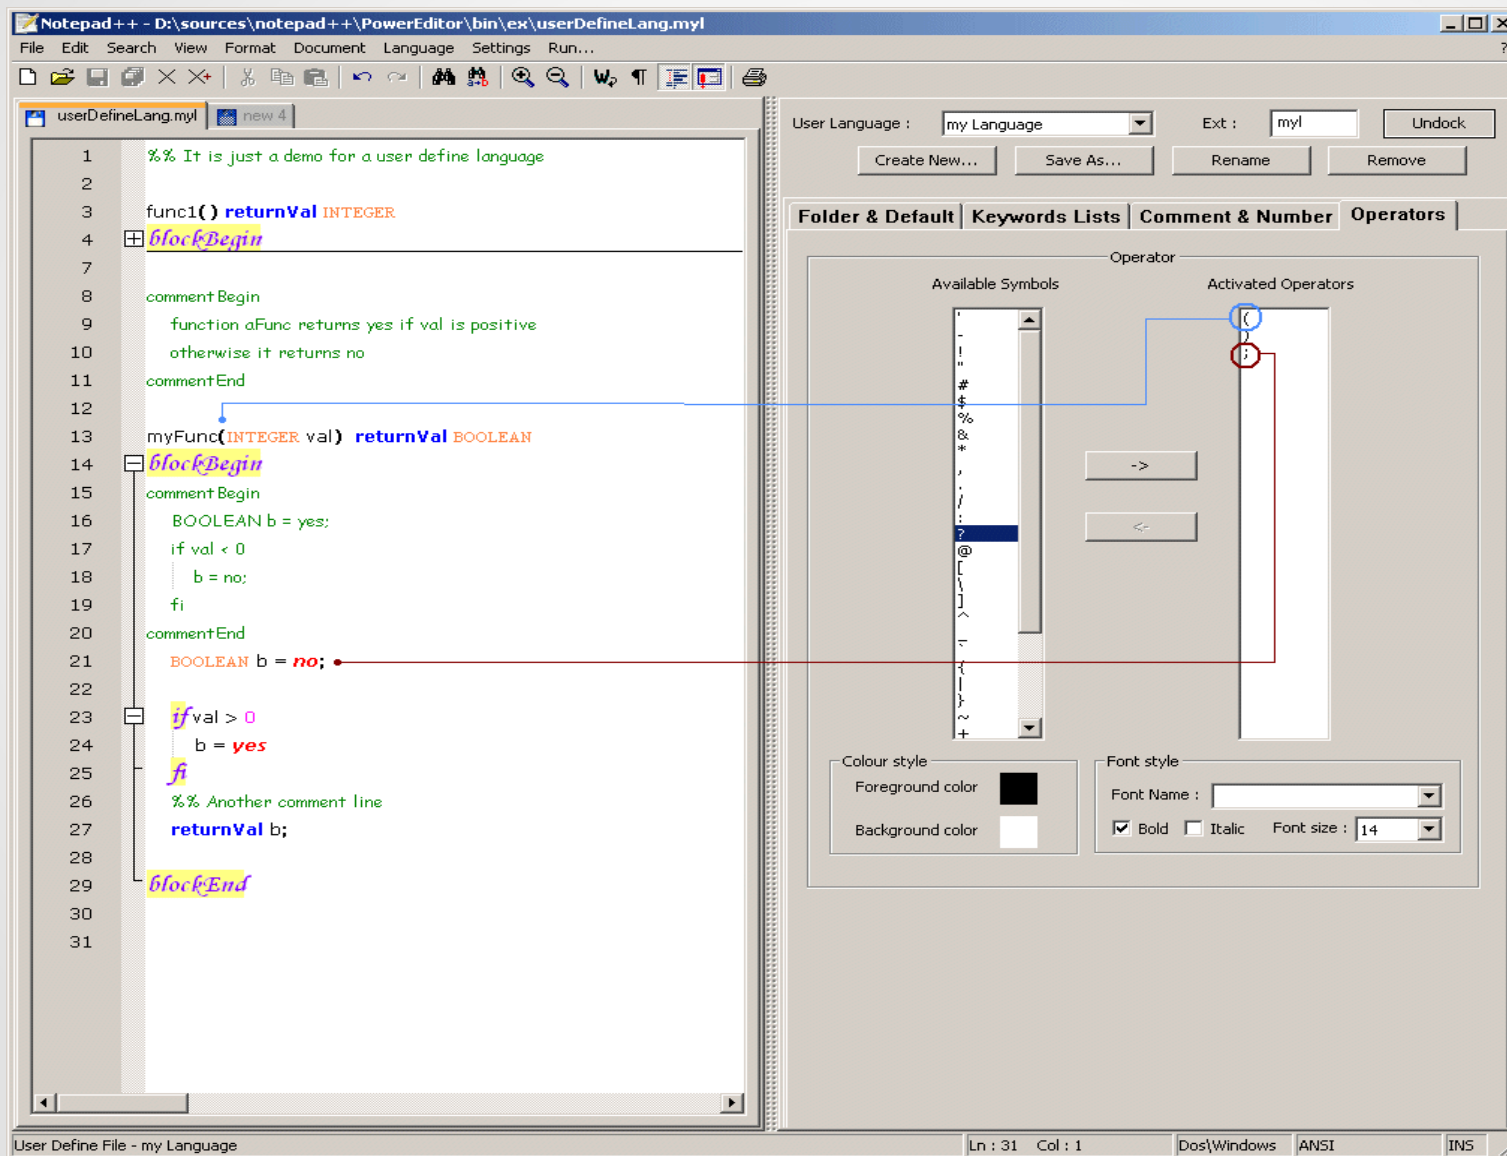 Notepad++ - D:\sources\notepad++\PowerEditor\bin\ex\userDefineLang.myl
File Edit Search View Format Document Language Settings Run... ?
userDefineLang.myl new 4
1 %% It is just a demo for a user define language
2
3 func1() returnVal INTEGER
4 blockBegin
7
8 commentBegin
9 function aFunc returns yes if val is positive
10 otherwise it returns no
11 commentEnd
12
13 myFunc(INTEGER val) returnVal BOOLEAN
14 blockBegin
15 commentBegin
16 BOOLEAN b = yes;
17 if val < 0
18 b = no;
19 fi
20 commentEnd
21 BOOLEAN b = no;
22
23 if val > 0
24 b = yes
25 fi
26 %% Another comment line
27 returnVal b;
28
29 blockEnd
30
31
User Language : my Language Ext : myl Undock
Create New... Save As... Rename Remove
Folder & Default Keywords Lists Comment & Number Operators
Operator
Available Symbols Activated Operators
'
-
!
"
#
$
%
&
*
,
.
/
:
?
@
[
\
]
^
_
`
{
|
}
~
+
->
<-
(
)
;
Colour style
Foreground color
Background color
Font style
Font Name :
Bold Italic Font size : 14
User Define File - my Language Ln : 31 Col : 1 Dos\Windows ANSI INS